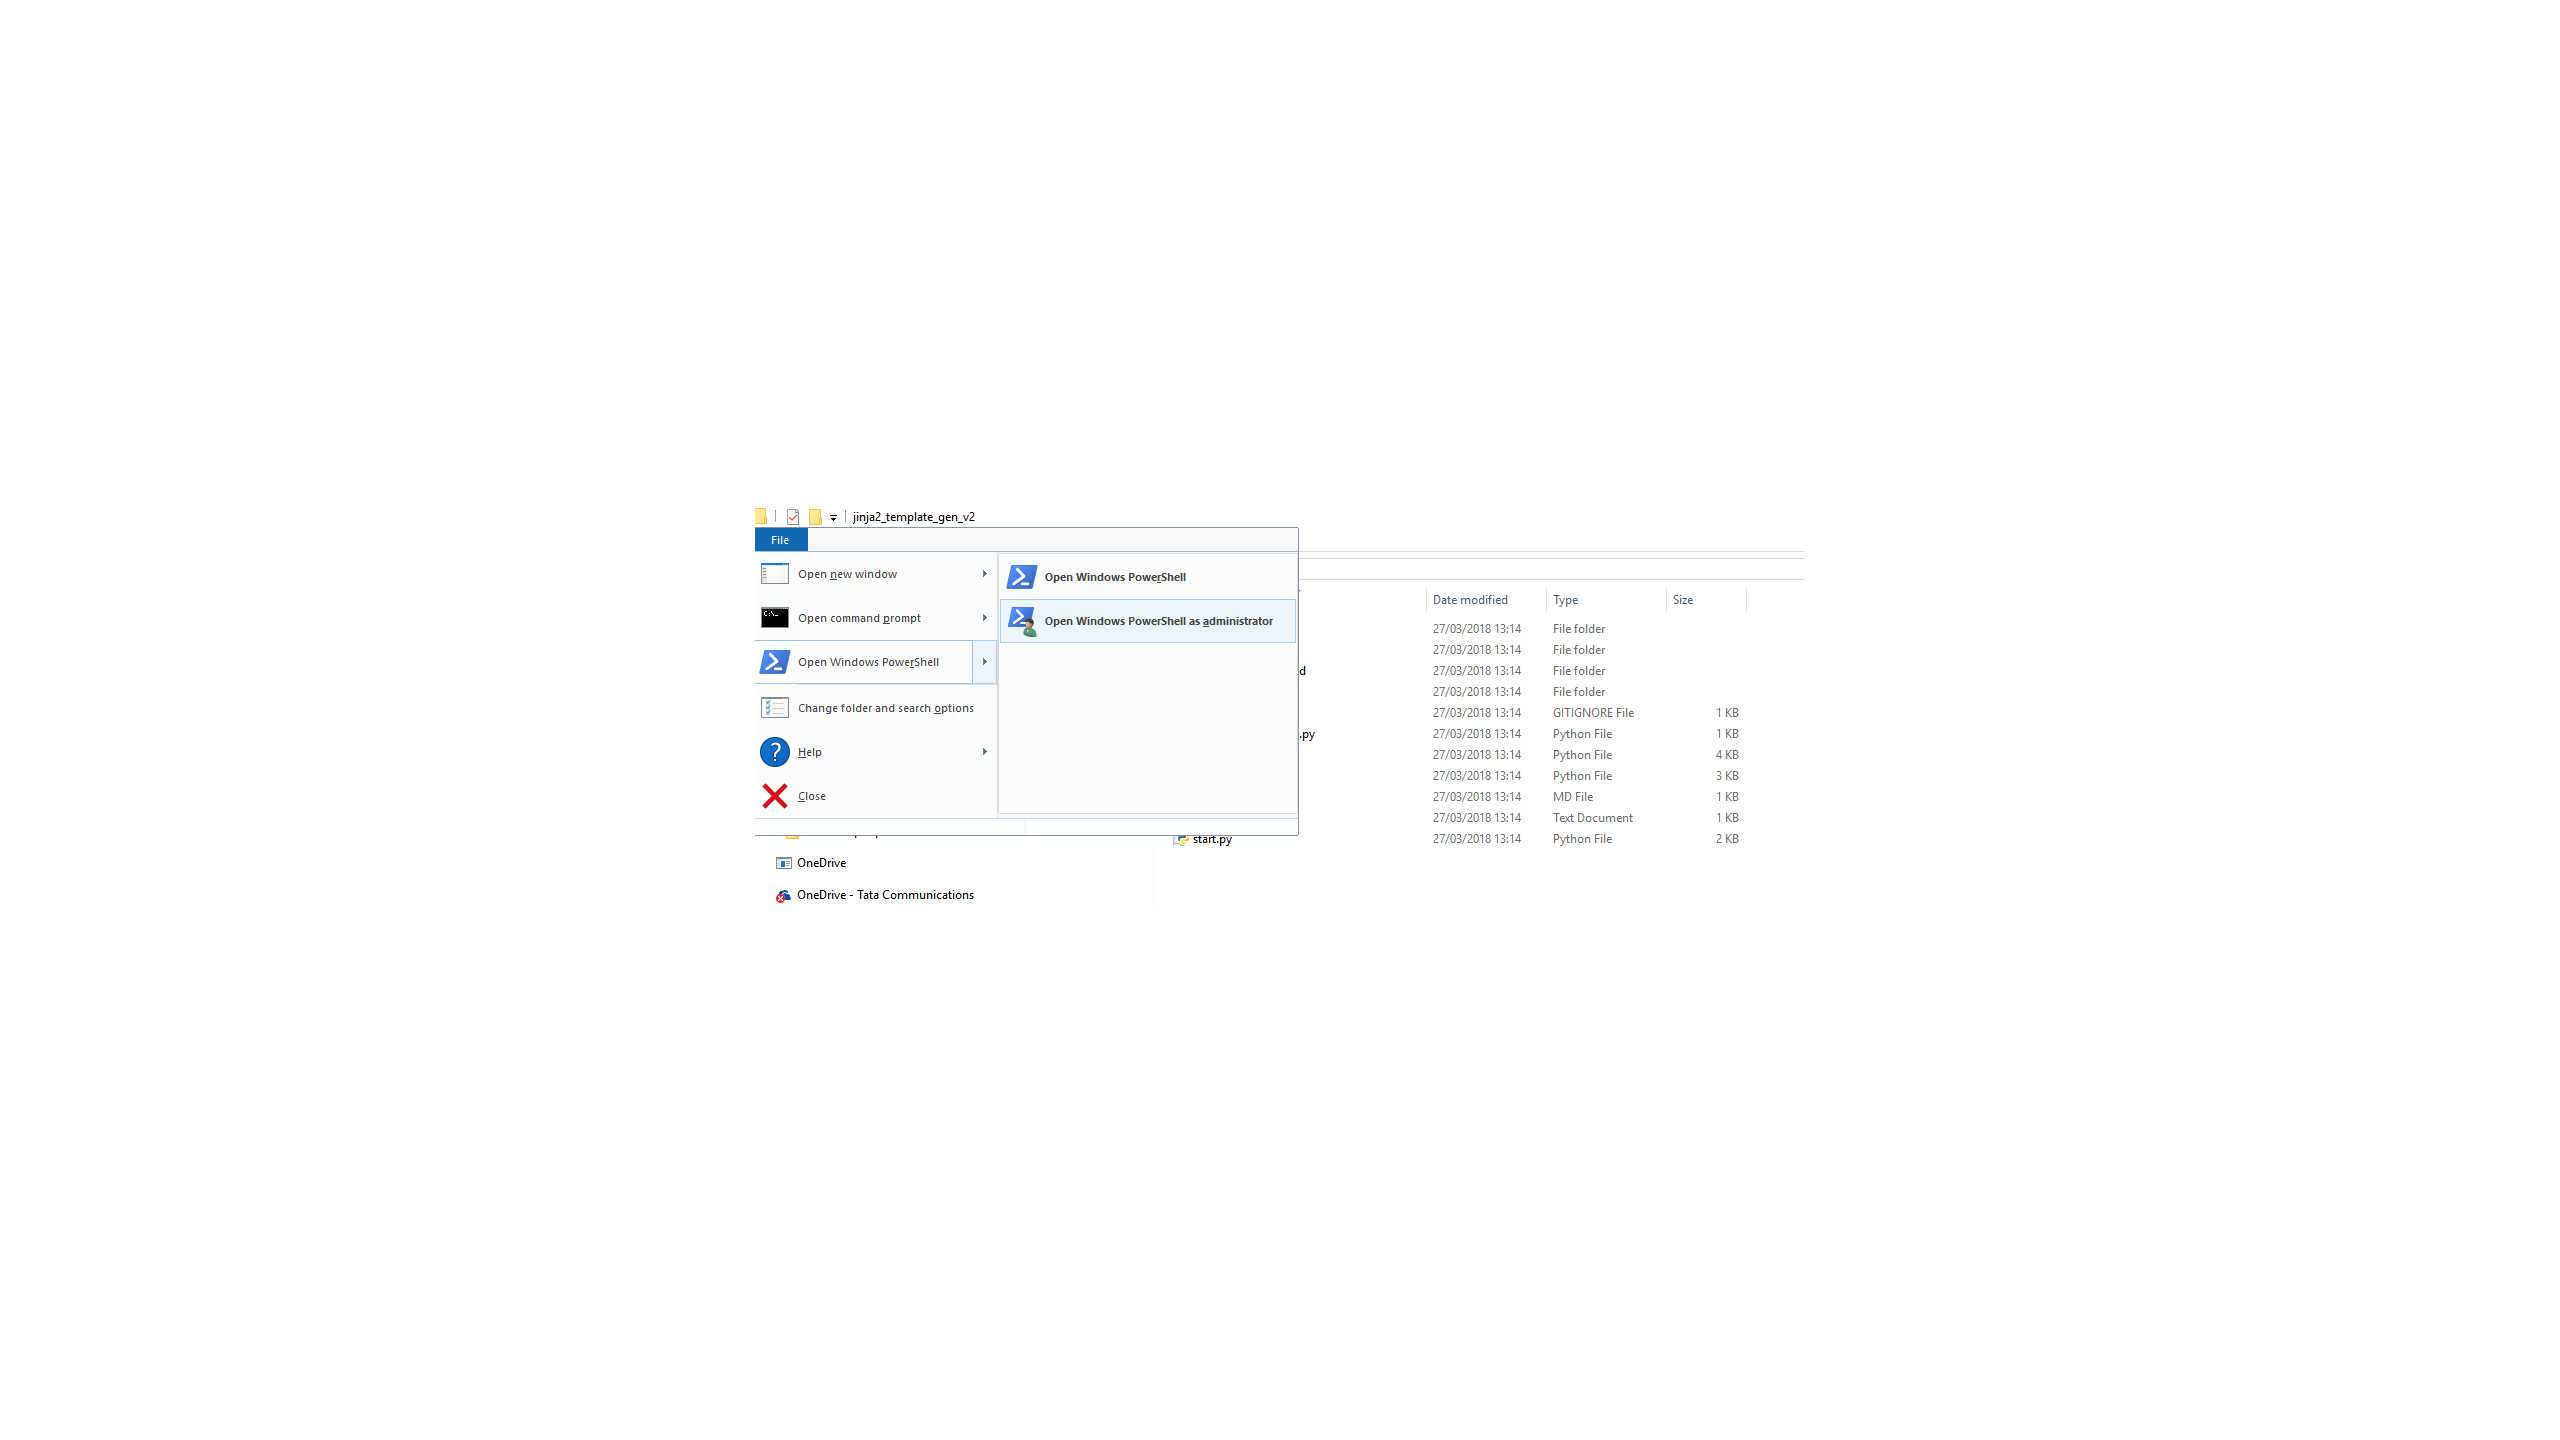 jinja2_template_gen_v2
File
Open new window
Open command prompt
Open Windows PowerShell
Change folder and search options
Help
Close
Open Windows PowerShell
Open Windows PowerShell as administrator
Date modified Type Size
27/03/2018 13:14 File folder
27/03/2018 13:14 File folder
d 27/03/2018 13:14 File folder
27/03/2018 13:14 File folder
27/03/2018 13:14 GITIGNORE File 1 KB
.py 27/03/2018 13:14 Python File 1 KB
27/03/2018 13:14 Python File 4 KB
27/03/2018 13:14 Python File 3 KB
27/03/2018 13:14 MD File 1 KB
27/03/2018 13:14 Text Document 1 KB
start.py 27/03/2018 13:14 Python File 2 KB
OneDrive
OneDrive - Tata Communications